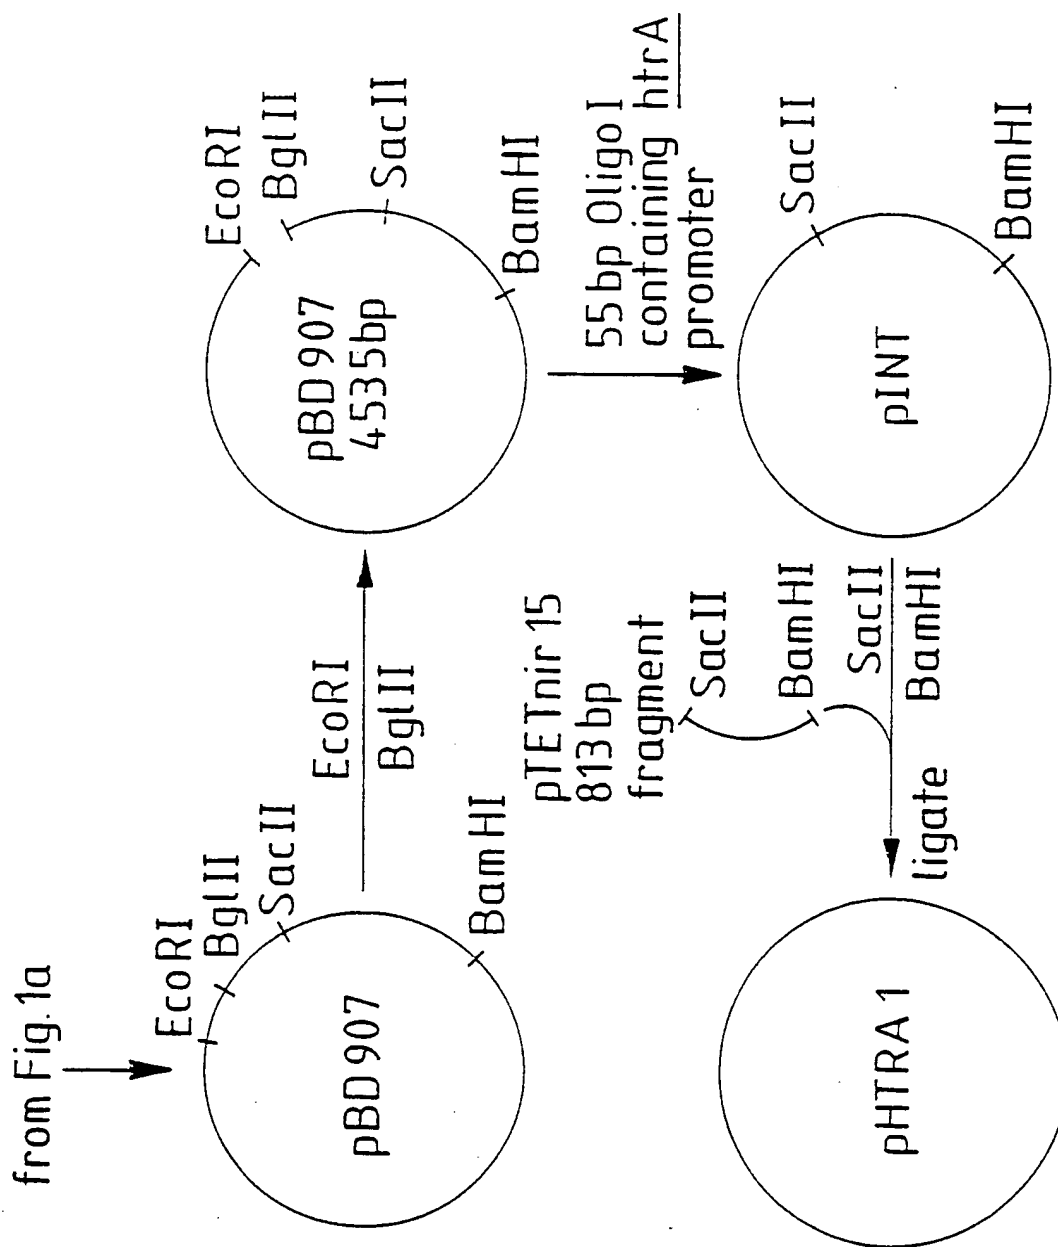 from Fig.1a
EcoRI
BglII
SacII
BamHI
pBD907
EcoRI
BglII
EcoRI
BglII
SacII
BamHI
pBD907
4535bp
55bp OligoI
containing htrA
promoter
SacII
BamHI
pINT
pTETnir15
813bp
fragment
SacII
BamHI
SacII
BamHI
ligate
pHTRA1